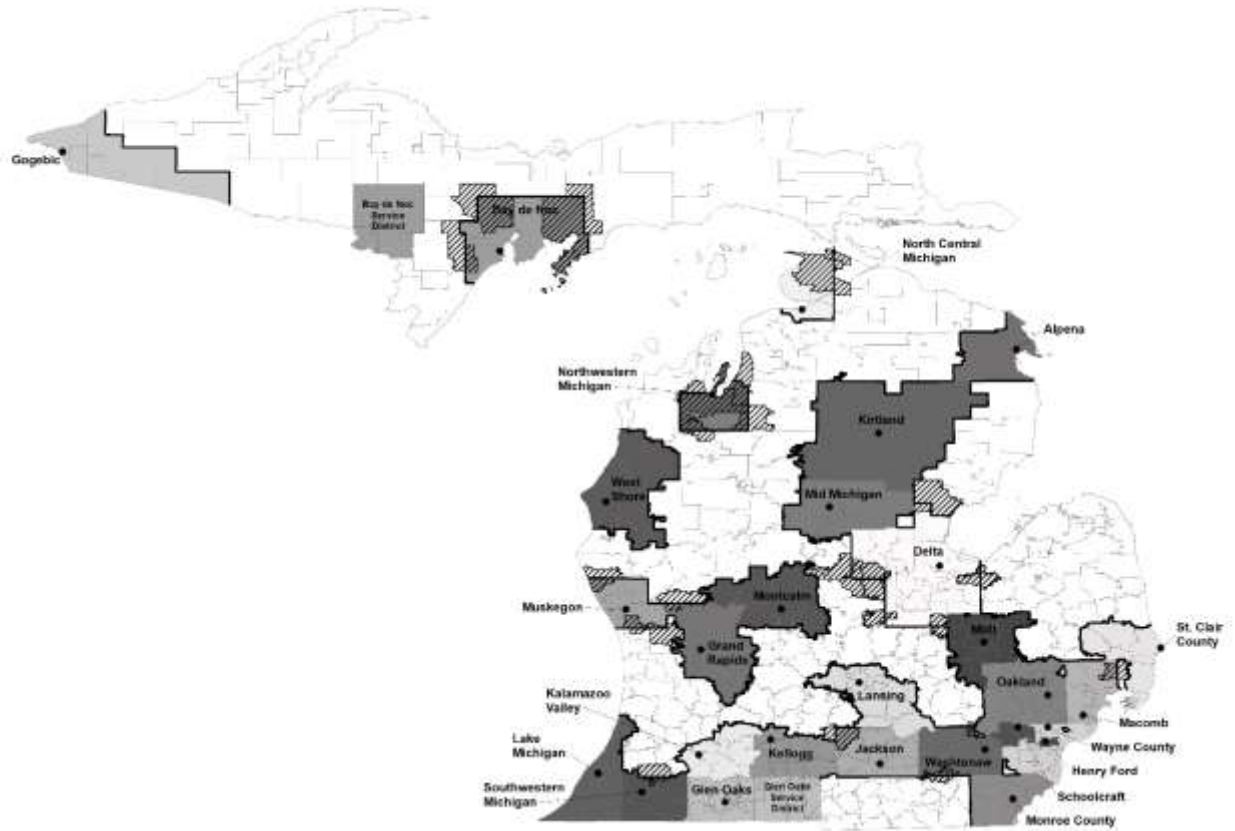 Gogebic
Bay de Noc
Service
District
Bay de Noc
North Central
Michigan
Alpena
Northwestern
Michigan
Kirtland
West
Shore
Mid Michigan
Delta
Muskegon
Montcalm
St. Clair
County
Mott
Grand
Rapids
Kalamazoo
Valley
Lansing
Oakland
Lake
Michigan
Macomb
Wayne County
Kellogg
Jackson
Washtenaw
Henry Ford
Southwestern
Michigan
Glen Oaks
Glen Oaks
Service
District
Schoolcraft
Monroe County